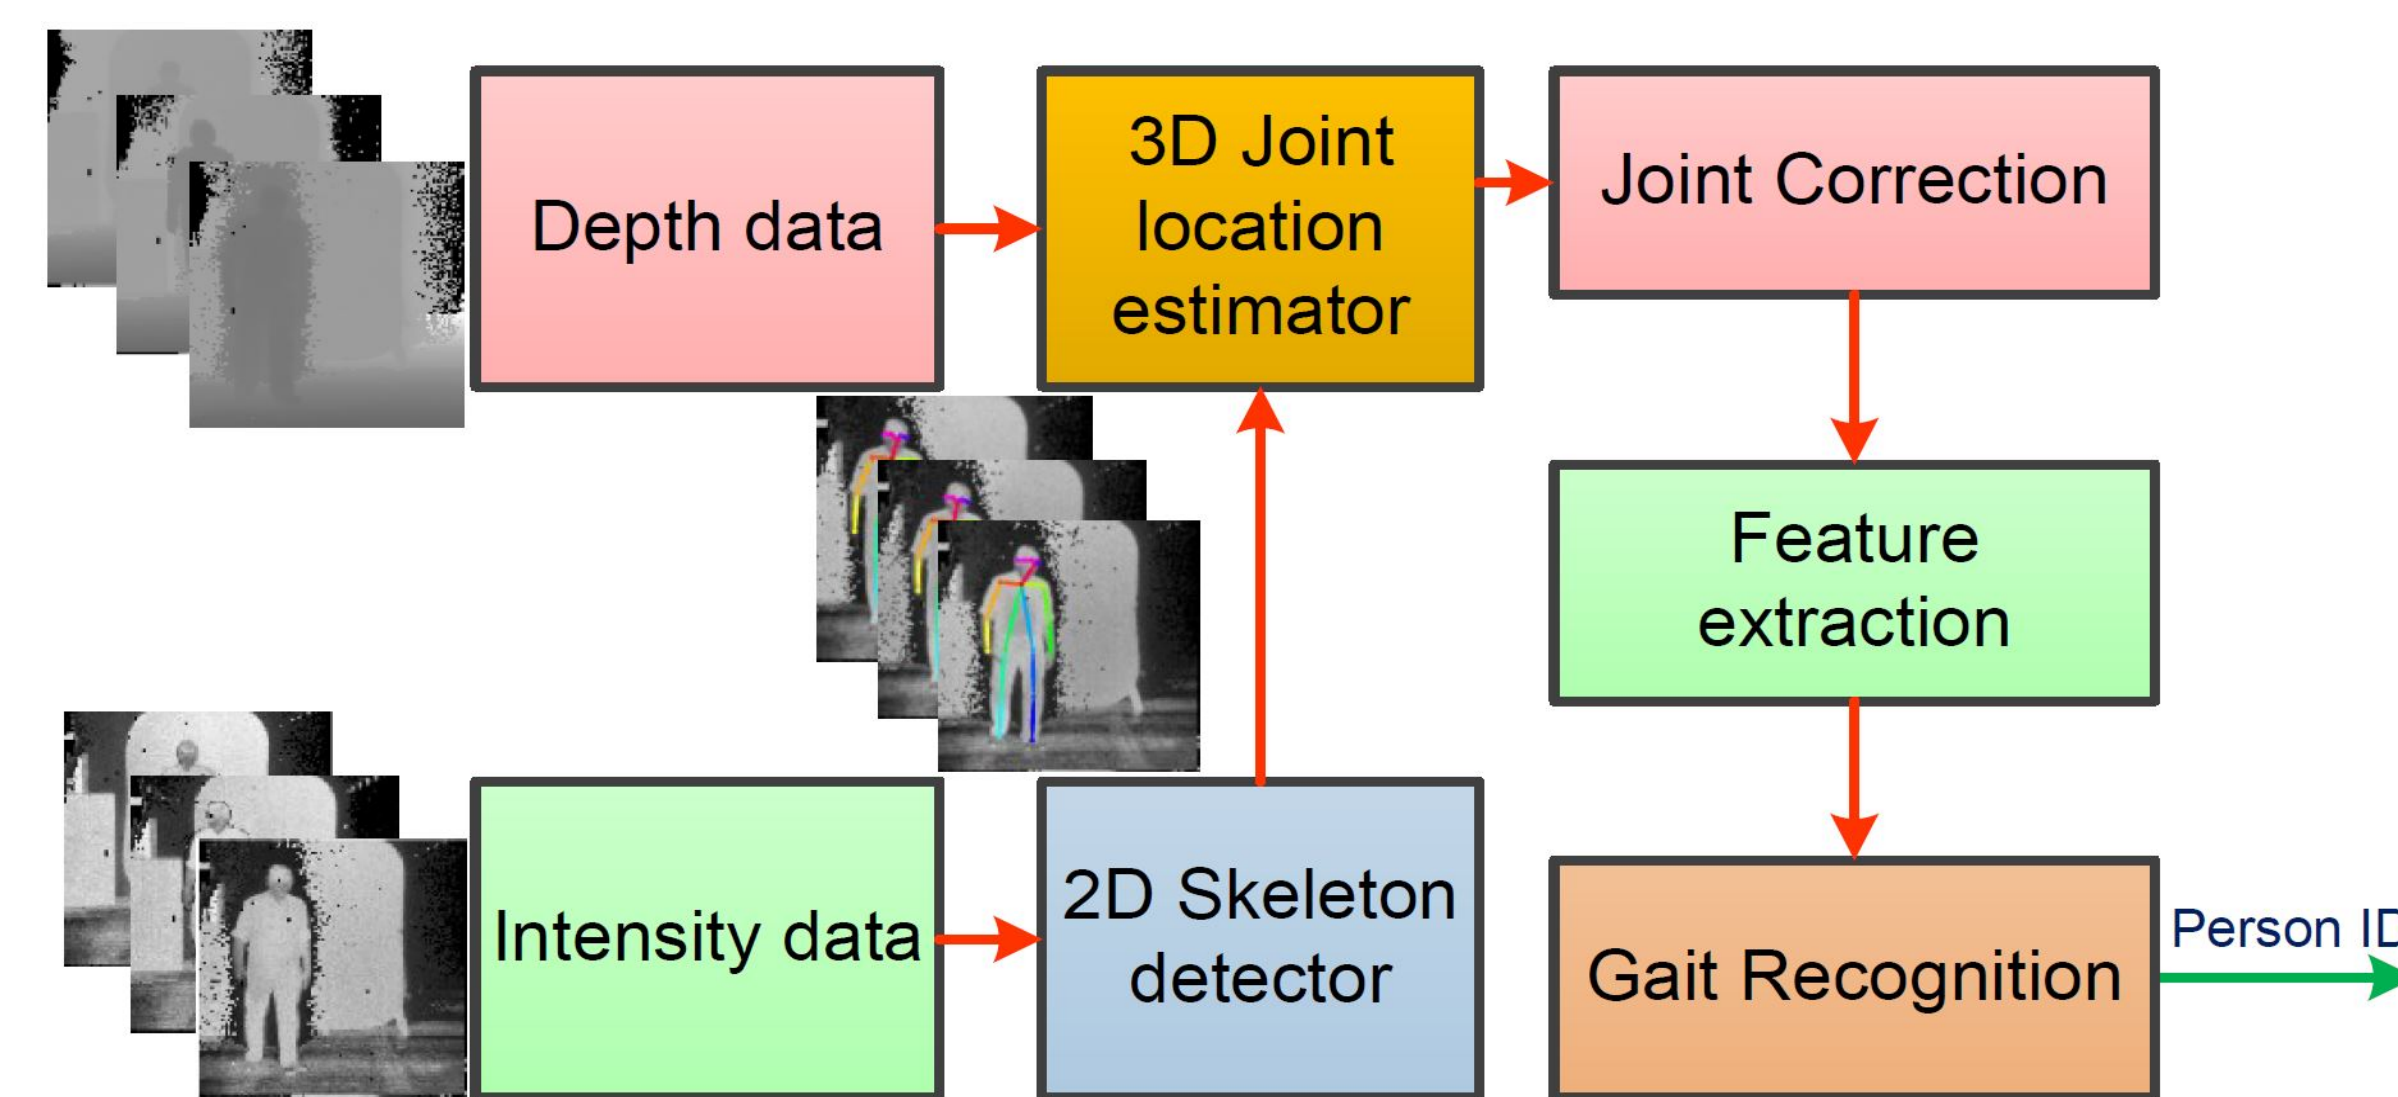 Depth data
3D Joint
location
estimator
Joint Correction
Feature
extraction
Intensity data
2D Skeleton
detector
Gait Recognition
Person ID